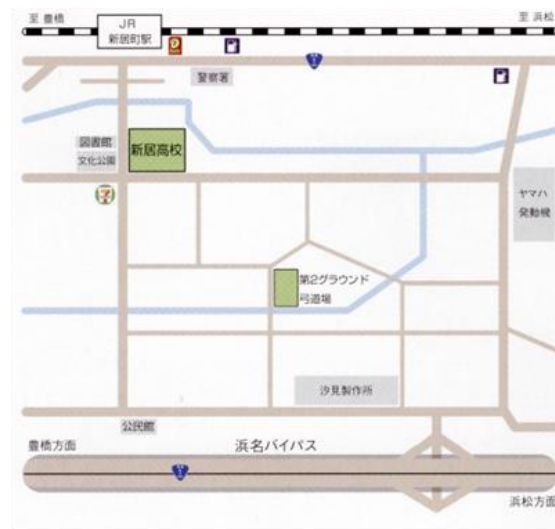 至 豊橋
JR
新居町駅
至 浜松
警察署
図書館
文化公園
新居高校
7
ヤマハ
発動機
第2グラウンド
弓道場
汐見製作所
公民館
豊橋方面
浜名バイパス
浜松方面